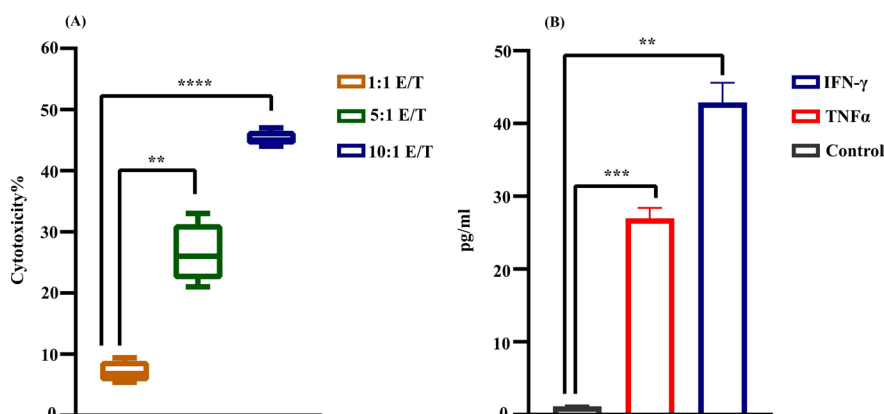 (A)
60
50
40
30
20
10
0
Cytotoxicity%
****
**
1:1 E/T
5:1 E/T
10:1 E/T
(B)
50
40
30
20
10
0
pg/ml
**
***
IFN-γ
TNFα
Control